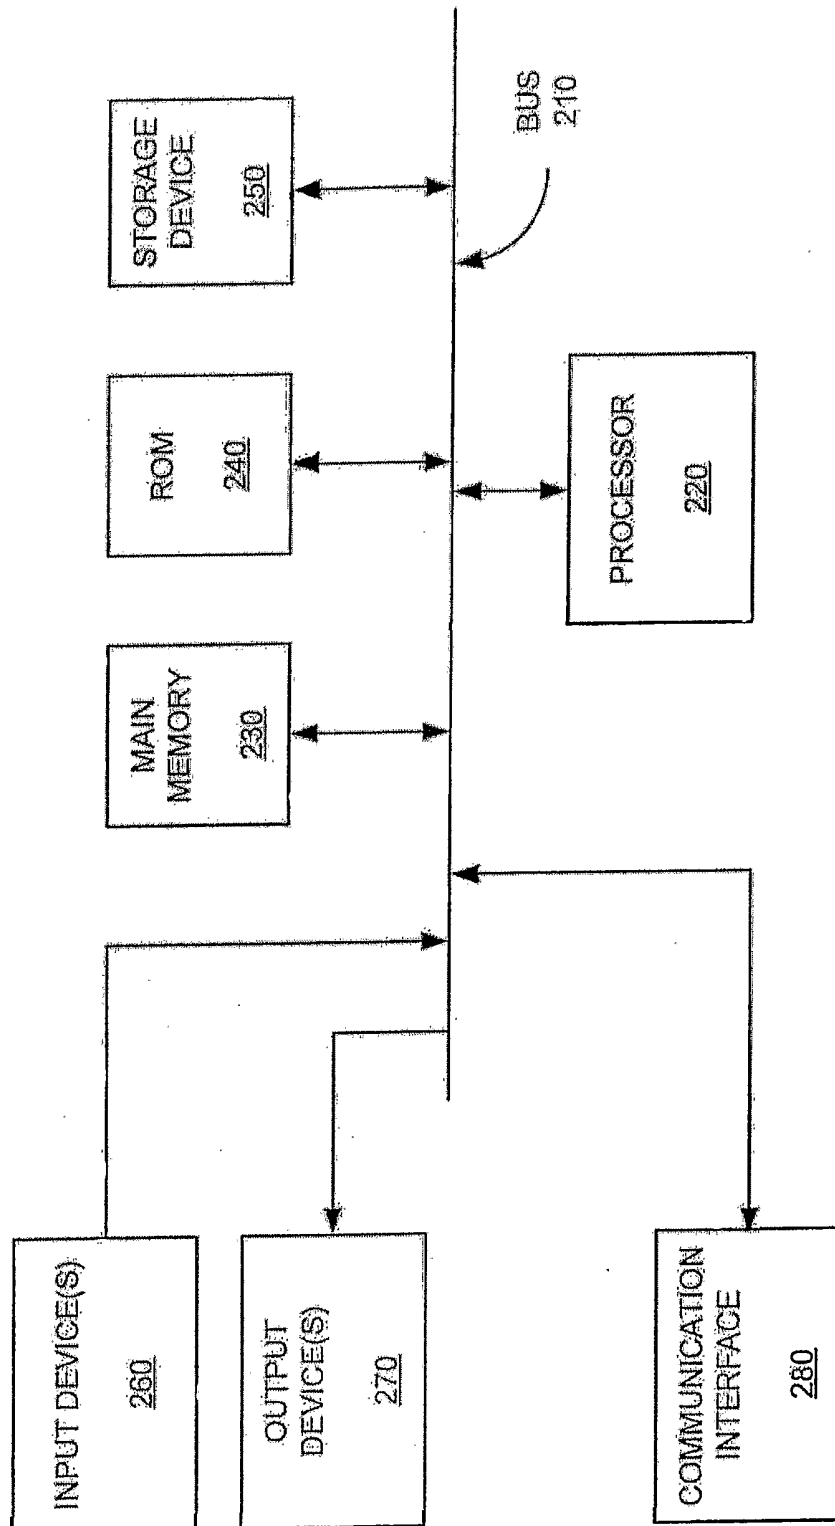 INPUT DEVICE(S)
260
OUTPUT
DEVICE(S)
270
COMMUNICATION
INTERFACE
280
MAIN
MEMORY
230
ROM
240
STORAGE
DEVICE
250
PROCESSOR
220
BUS
210